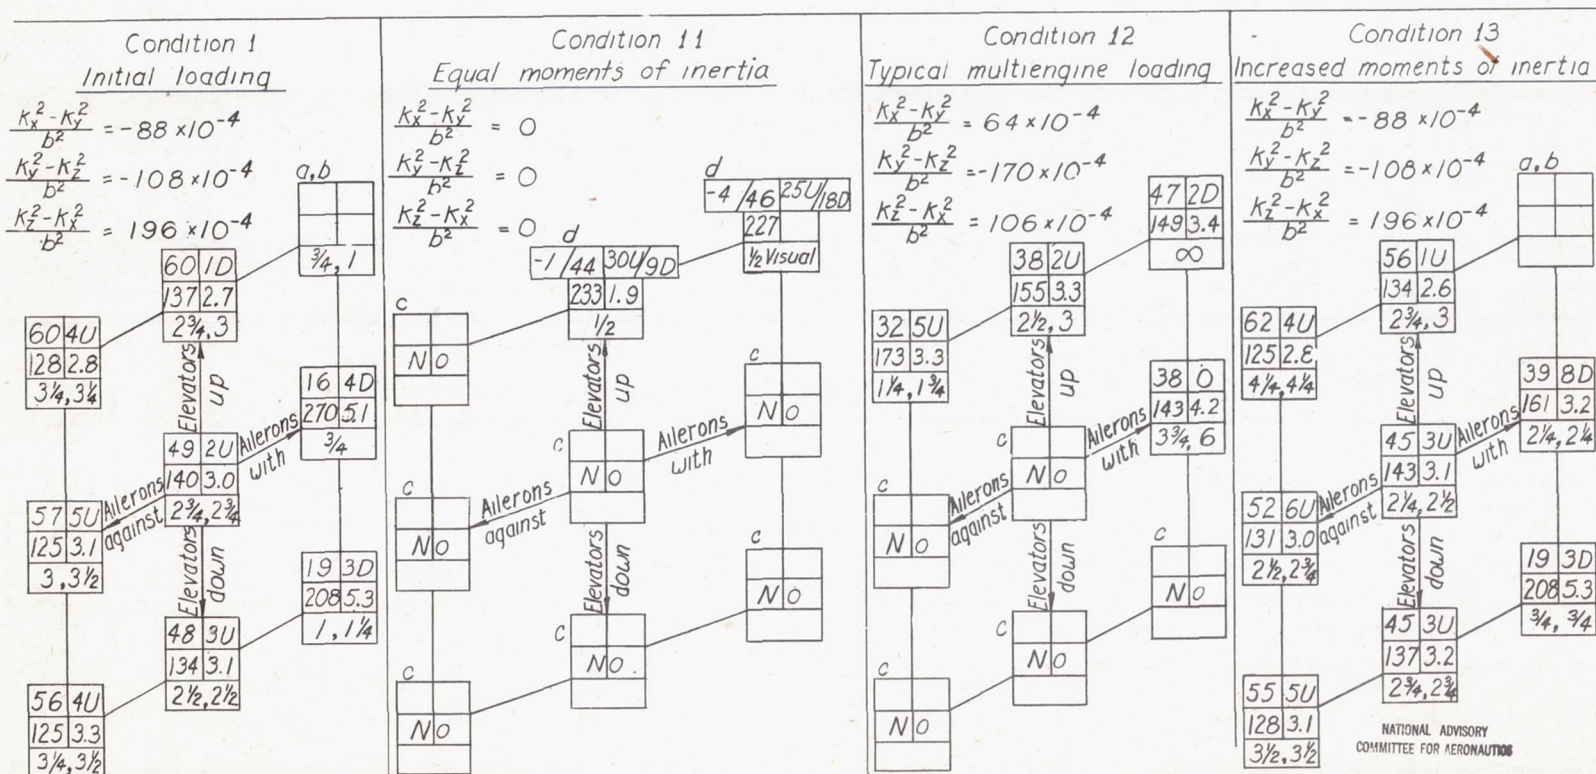 Condition 1
Initial loading
Kx² - Ky² / b² = -88 × 10⁻⁴
Ky² - Kz² / b² = -108 × 10⁻⁴
Kz² - Kx² / b² = 196 × 10⁻⁴
a,b
3/4, 1
60 1D
137 2.7
2 3/4, 3
60 4U
128 2.8
3 1/4, 3 1/4
Elevators up
16 4D
270 5.1
3/4
Ailerons with
49 2U
140 3.0
2 3/4, 2 3/4
Ailerons against
57 5U
125 3.1
3, 3 1/2
Elevators down
19 3D
208 5.3
1, 1 1/4
48 3U
134 3.1
2 1/2, 2 1/2
56 4U
125 3.3
3 1/4, 3 1/2
Condition 11
Equal moments of inertia
Kx² - Ky² / b² = 0
Ky² - Kz² / b² = 0
Kz² - Kx² / b² = 0
d
-4/46 25U/18D
227
1/2 Visual
d
-1/44 30U/9D
233 1.9
1/2
c
N O
Elevators up
c
N O
Ailerons with
c
N O
Ailerons against
c
N O
Elevators down
c
N O
c
N O
c
N O
Condition 12
Typical multiengine loading
Kx² - Ky² / b² = 64 × 10⁻⁴
Ky² - Kz² / b² = -170 × 10⁻⁴
Kz² - Kx² / b² = 106 × 10⁻⁴
47 2D
149 3.4
∞
38 2U
155 3.3
2 1/2, 3
32 5U
173 3.3
1 1/4, 1 3/4
Elevators up
38 0
143 4.2
3 3/4, 6
Ailerons with
c
N O
Ailerons against
c
N O
Elevators down
c
N O
c
N O
c
N O
Condition 13
Increased moments of inertia
Kx² - Ky² / b² = -88 × 10⁻⁴
Ky² - Kz² / b² = -108 × 10⁻⁴
Kz² - Kx² / b² = 196 × 10⁻⁴
a,b
56 1U
134 2.6
2 3/4, 3
62 4U
125 2.8
4 1/4, 4 1/4
Elevators up
39 8D
161 3.2
2 1/4, 2 1/4
Ailerons with
45 3U
143 3.1
2 1/4, 2 1/2
Ailerons against
52 6U
131 3.0
2 1/2, 2 3/4
Elevators down
19 3D
208 5.3
3/4, 3/4
45 3U
137 3.2
2 3/4, 2 3/4
55 5U
128 3.1
3 1/2, 3 1/2
NATIONAL ADVISORY
COMMITTEE FOR AERONAUTICS